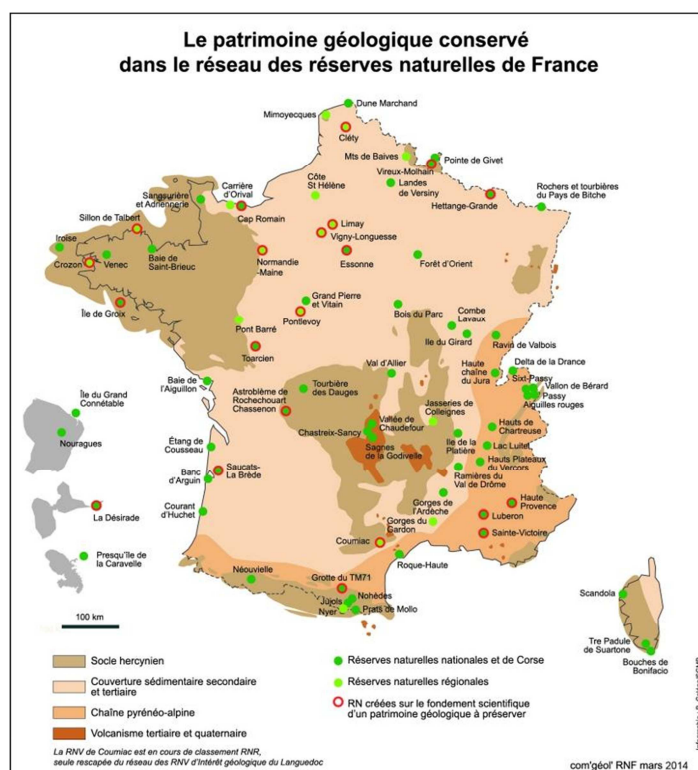 Le patrimoine géologique conservé
dans le réseau des réserves naturelles de France
Dune Marchand
Mimoyecques
Cléty
Mts de Baives
Pointe de Givet
Vireux-Molhain
Côte
St Hélène
Landes
de Versiny
Carrière
d'Orival
Sangsurière
et Adriennerie
Cap Romain
Hettange-Grande
Rochers et tourbières
du Pays de Bitche
Sillon de Talbert
Limay
Vigny-Longuesse
Iroise
Crozon
Venec
Baie de
Saint-Brieuc
Normandie
-Maine
Essonne
Forêt d'Orient
Île de Groix
Grand Pierre
et Vitain
Pontlevoy
Bois du Parc
Combe
Lavaux
Pont Barré
Ile du Girard
Ravin de Valbois
Toarcien
Val d'Allier
Haute
chaîne
du Jura
Delta de la Drance
Sixt-Passy
Vallon de Bérard
Passy
Aiguilles rouges
Baie de
l'Aiguillon
Astroblème de
Rochechouart
Chassenon
Tourbière
des Dauges
Jasseries de
Colleignes
Île du Grand
Connétable
Nouragues
Vallée de
Chaudefour
Chastreix-Sancy
Sagnes
de la Godivelle
Ile de la
Platière
Hauts de
Chartreuse
Lac Luitel
Étang de
Cousseau
Hauts Plateaux
du Vercors
Saucats-
La Brède
Banc
d'Arguin
Ramières du
Val de Drôme
Gorges de
l'Ardèche
Haute
Provence
La Désirade
Courant
d'Huchet
Gorges du
Gardon
Luberon
Coumiac
Sainte-Victoire
Presqu'île de
la Caravelle
Roque-Haute
Néouvielle
Grotte du TM71
Nohèdes
Jujols
Nyer
Prats de Mollo
Scandola
Tre Padule
de Suartone
Bouches de
Bonifacio
100 km
Socle hercynien
Couverture sédimentaire secondaire
et tertiaire
Chaîne pyrénéo-alpine
Volcanisme tertiaire et quaternaire
Réserves naturelles nationales et de Corse
Réserves naturelles régionales
RN créées sur le fondement scientifique
d'un patrimoine géologique à préserver
La RNV de Coumiac est en cours de classement RNR,
seule rescapée du réseau des RNV d'Intérêt géologique du Languedoc
com'géol' RNF mars 2014